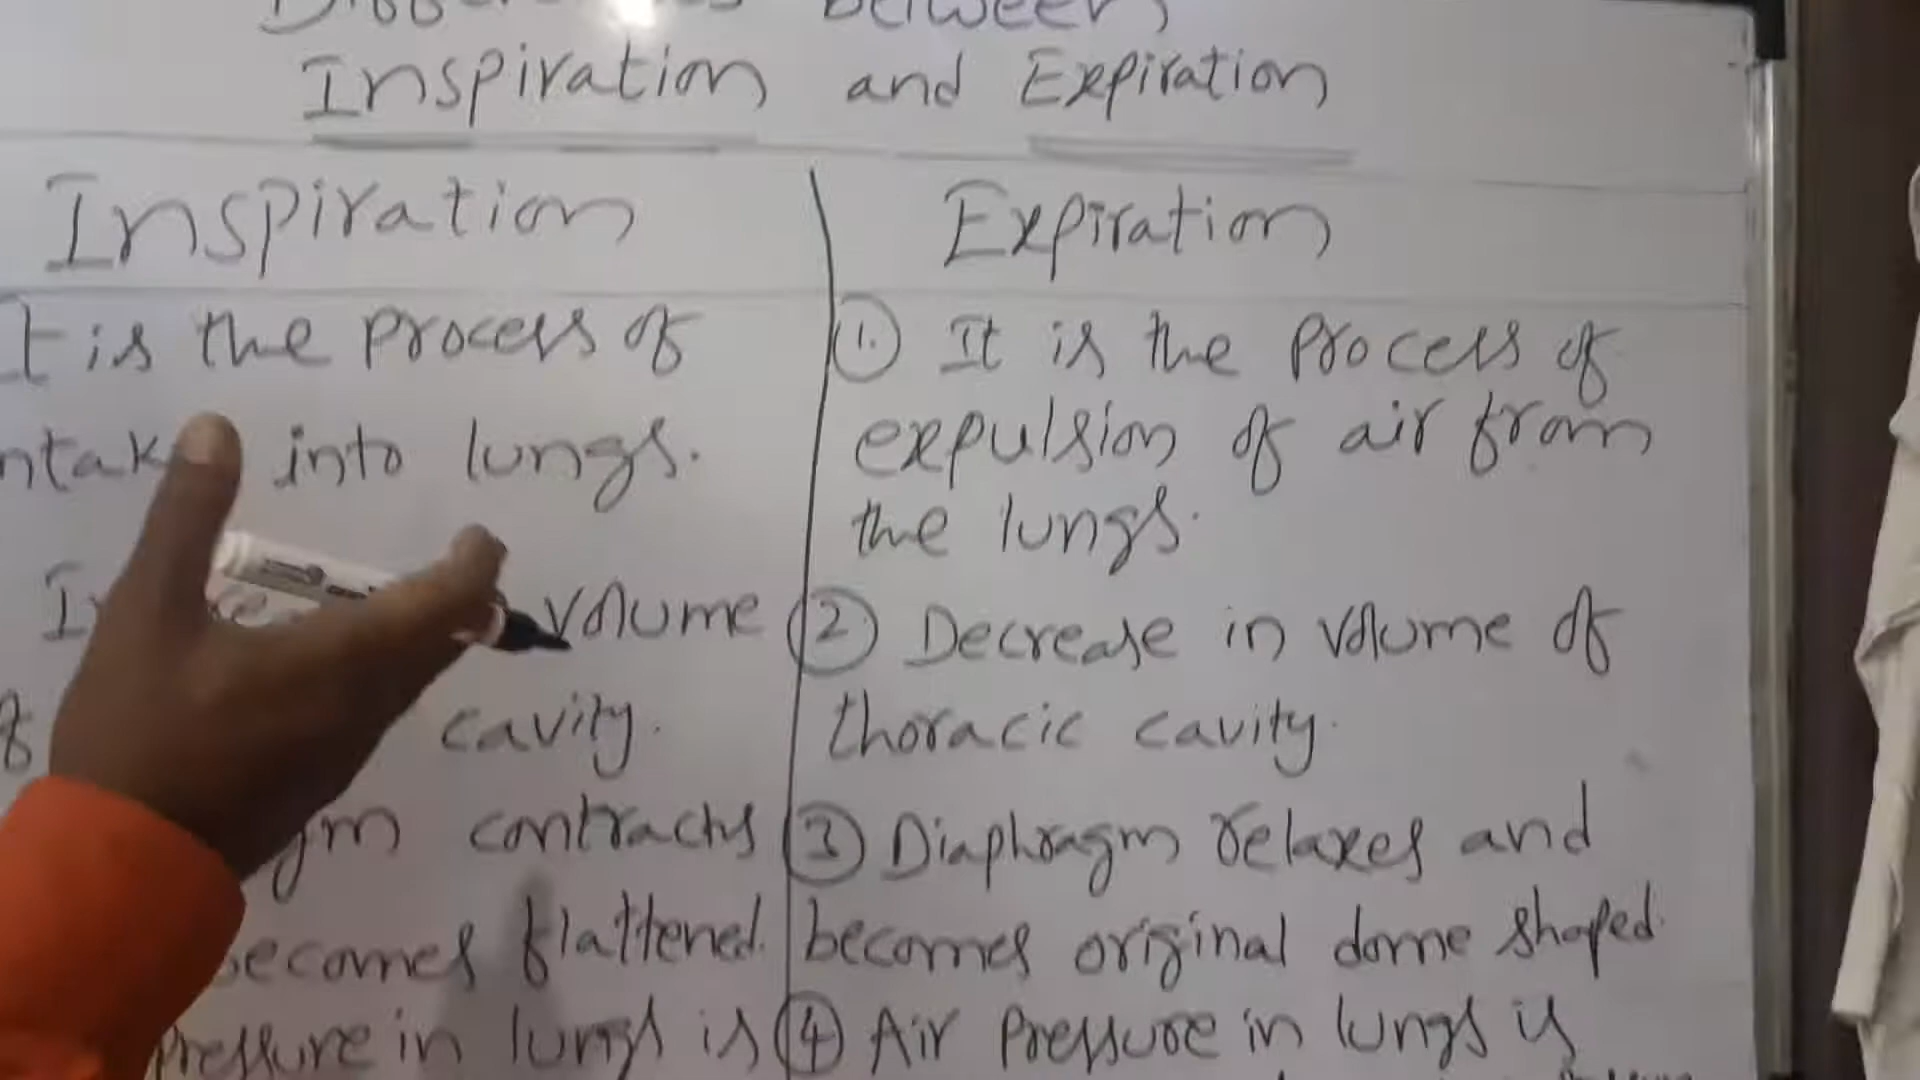 between
Inspiration and Expiration
Inspiration
Expiration
t is the process of
into lungs.
volume
cavity.
contracts
becomes flattened.
pressure in lungs is
① It is the process of
expulsion of air from
the lungs.
② Decrease in volume of
thoracic cavity.
③ Diaphragm relaxes and
becomes original dome shaped.
④ Air pressure in lungs is